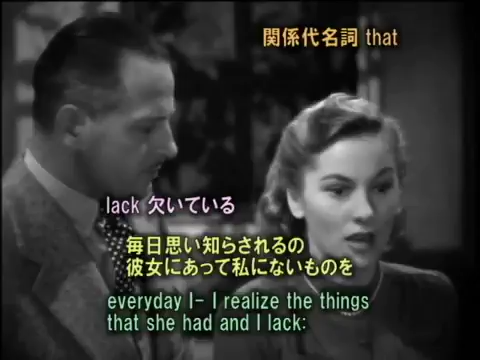 関係代名詞 that
lack 欠いている
毎日思い知らされるの
彼女にあって私にないものを
everyday I- I realize the things
that she had and I lack: